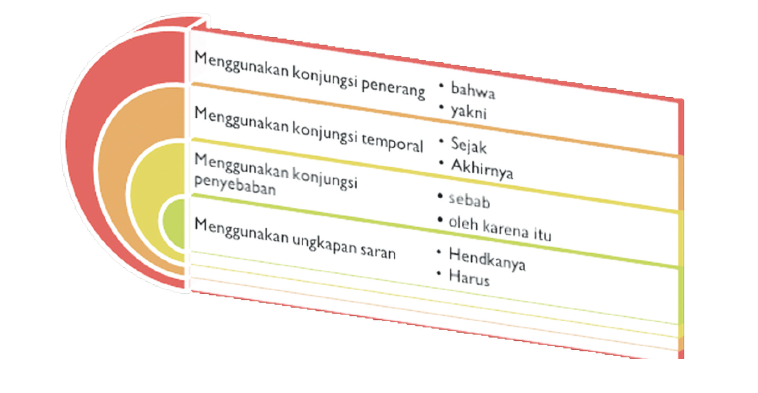 Menggunakan konjungsi penerang
• bahwa
• yakni
Menggunakan konjungsi temporal
• Sejak
• Akhirnya
Menggunakan konjungsi
penyebaban
• sebab
• oleh karena itu
Menggunakan ungkapan saran
• Hendkanya
• Harus